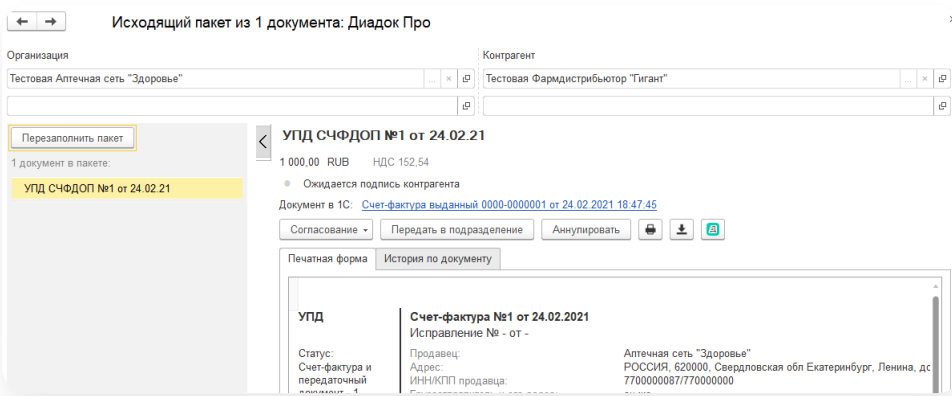 Исходящий пакет из 1 документа: Диадок Про
Организация
Контрагент
Тестовая Аптечная сеть "Здоровье"
Тестовая Фармдистрибьютор "Гигант"
Перезаполнить пакет
1 документ в пакете:
УПД СЧФДОП №1 от 24.02.21
УПД СЧФДОП №1 от 24.02.21
1 000,00 RUB НДС 152,54
Ожидается подпись контрагента
Документ в 1С: Счет-фактура выданный 0000-0000001 от 24.02.2021 18:47:45
Согласование Передать в подразделение Аннулировать
Печатная форма История по документу
УПД
Счет-фактура №1 от 24.02.2021
Исправление № - от -
Статус:
Счет-фактура и
передаточный
документ - 1
Продавец: Аптечная сеть "Здоровье"
Адрес: РОССИЯ, 620000, Свердловская обл Екатеринбург, Ленина, дс
ИНН/КПП продавца: 7700000087/770000000